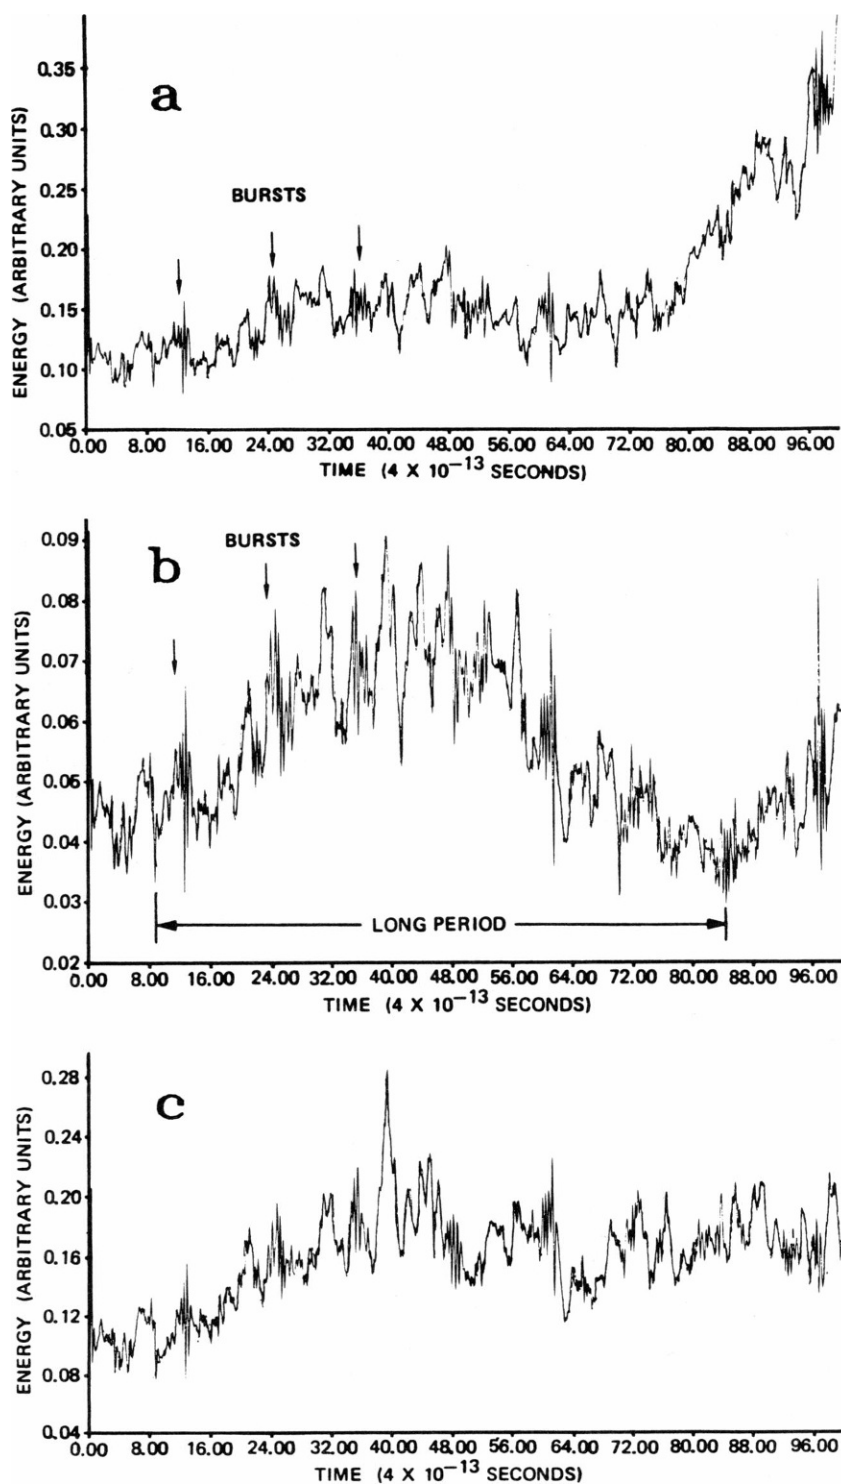 a
ENERGY (ARBITRARY UNITS)
0.35
0.30
0.25
0.20
0.15
0.10
0.05
BURSTS
0.00 8.00 16.00 24.00 32.00 40.00 48.00 56.00 64.00 72.00 80.00 88.00 96.00
TIME (4 X 10⁻¹³ SECONDS)
b
ENERGY (ARBITRARY UNITS)
0.09
0.08
0.07
0.06
0.05
0.04
0.03
0.02
BURSTS
LONG PERIOD
0.00 8.00 16.00 24.00 32.00 40.00 48.00 56.00 64.00 72.00 80.00 88.00 96.00
TIME (4 X 10⁻¹³ SECONDS)
c
ENERGY (ARBITRARY UNITS)
0.28
0.24
0.20
0.16
0.12
0.08
0.04
0.00 8.00 16.00 24.00 32.00 40.00 48.00 56.00 64.00 72.00 80.00 88.00 96.00
TIME (4 X 10⁻¹³ SECONDS)